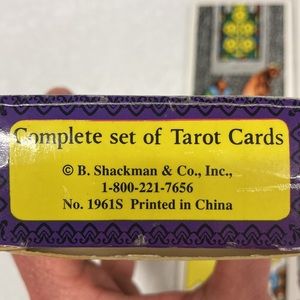 Complete set of Tarot Cards
© B. Shackman & Co., Inc.,
1-800-221-7656
No. 1961S Printed in China